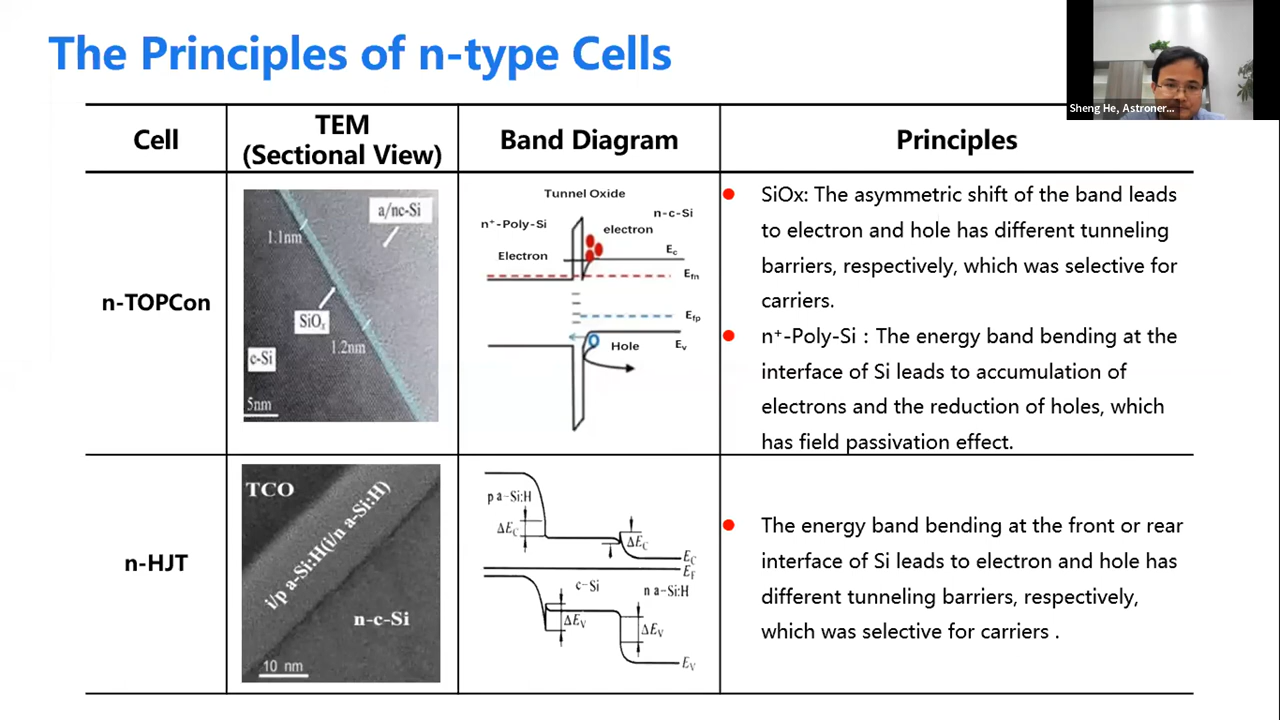 The Principles of n-type Cells
Sheng He, Astroner...
Cell
TEM
(Sectional View)
Band Diagram
Principles
n-TOPCon
a/nc-Si
1.1nm
SiOx
1.2nm
c-Si
5nm
Tunnel Oxide
n⁺-Poly-Si
n-c-Si
electron
Electron
Ec
Efn
Efp
Hole
Ev
SiOx: The asymmetric shift of the band leads
to electron and hole has different tunneling
barriers, respectively, which was selective for
carriers.
n⁺-Poly-Si : The energy band bending at the
interface of Si leads to accumulation of
electrons and the reduction of holes, which
has field passivation effect.
n-HJT
TCO
i/p a-Si:H(i/n a-Si:H)
n-c-Si
10 nm
p a-Si:H
ΔEC
ΔEC
EC
EF
c-Si
n a-Si:H
ΔEV
ΔEV
EV
The energy band bending at the front or rear
interface of Si leads to electron and hole has
different tunneling barriers, respectively,
which was selective for carriers .